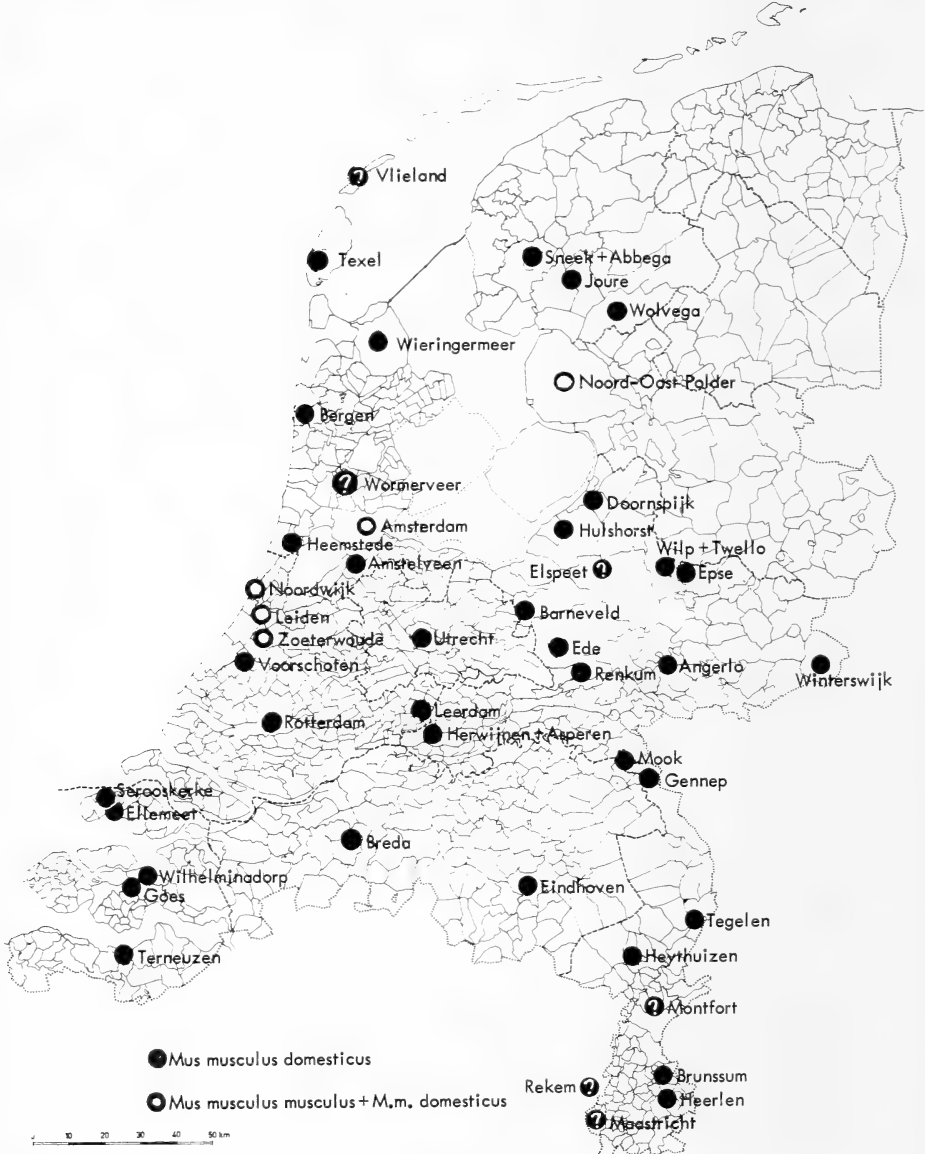 ? Vlieland
Texel
Sneek+Abbega
Joure
Wolvega
Wieringermeer
Noord-Oost Polder
Bergen
? Wormerveer
Doornspijk
Amsterdam
Hulshorst
Heemstede
Wilp + Twello
Amstelveen
Elspeet ?
Epse
Noordwijk
Barneveld
Leiden
Zoeterwoude
Utrecht
Ede
Voorschoten
Renkum
Angerlo
Winterswijk
Leerdam
Rotterdam
Herwijnen + Asperen
Mook
Gennep
Serooskerke
Ellemeet
Breda
Wilhelminadorp
Goes
Eindhoven
Tegelen
Terneuzen
Heythuizen
? Montfort
Mus musculus domesticus
Brunssum
Rekem ?
Mus musculus musculus + M.m. domesticus
Heerlen
? Maastricht
10 20 30 40 50 km